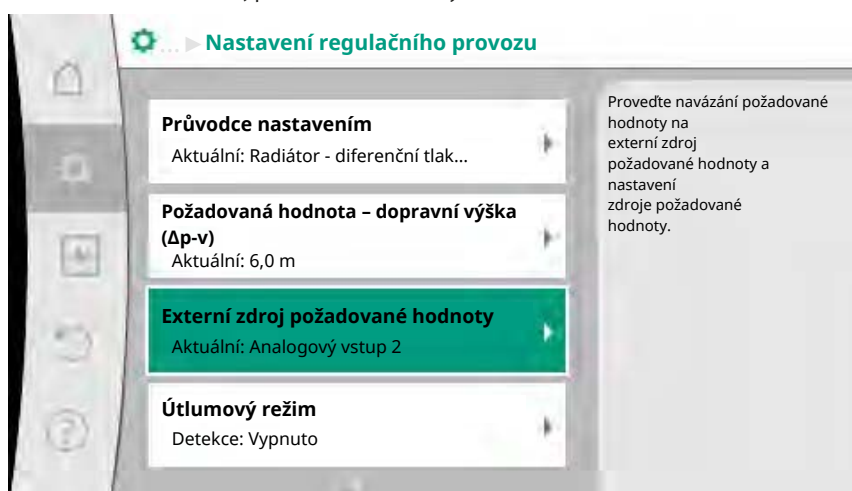 ... ▶ Nastavení regulačního provozu
Průvodce nastavením
Aktuální: Radiátor - diferenční tlak...
Požadovaná hodnota – dopravní výška
(Δp-v)
Aktuální: 6,0 m
Externí zdroj požadované hodnoty
Aktuální: Analogový vstup 2
Útlumový režim
Detekce: Vypnuto
Proveďte navázání požadované
hodnoty na
externí zdroj
požadované hodnoty a
nastavení
zdroje požadované
hodnoty.